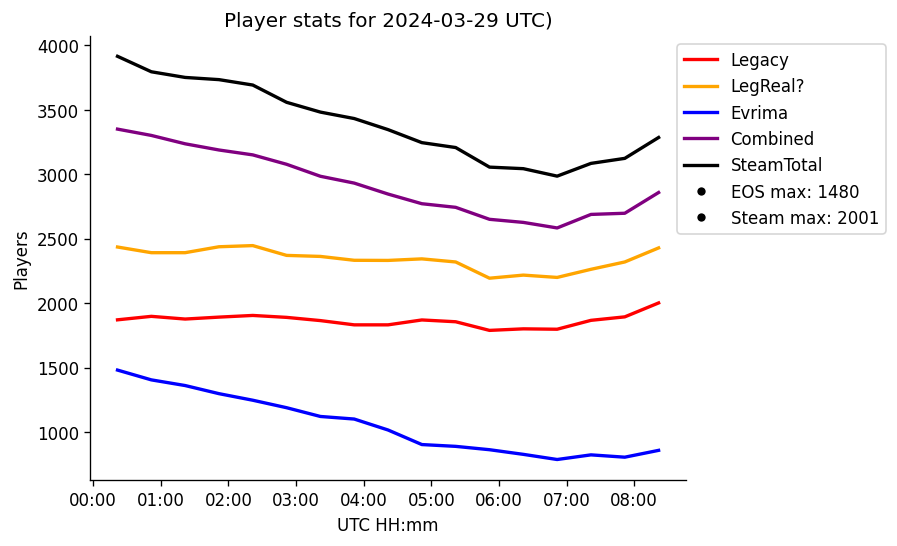 Player stats for 2024-03-29 UTC)
4000
3500
3000
2500
2000
1500
1000
Players
00:00 01:00 02:00 03:00 04:00 05:00 06:00 07:00 08:00
UTC HH:mm
Legacy
LegReal?
Evrima
Combined
SteamTotal
EOS max: 1480
Steam max: 2001